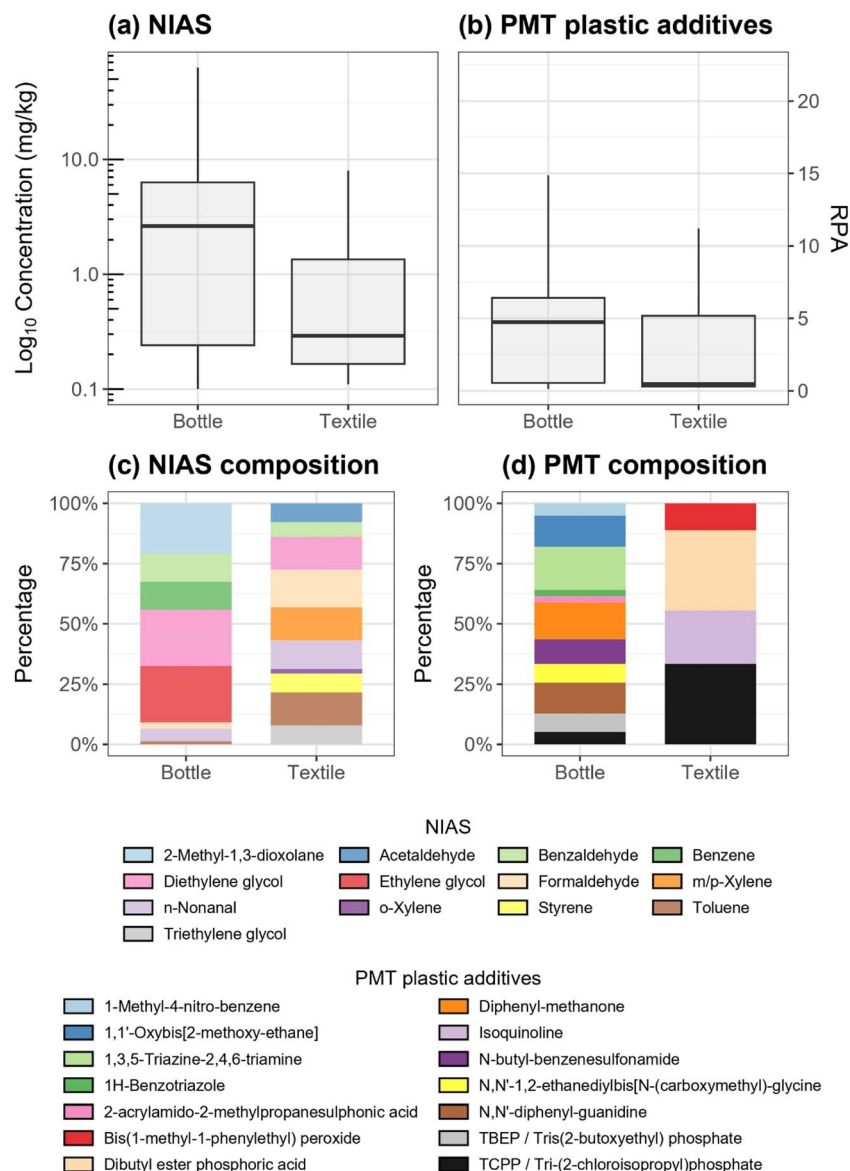 (a) NIAS
(b) PMT plastic additives
Log₁₀ Concentration (mg/kg)
10.0
1.0
0.1
Bottle
Textile
20
15
10
5
0
RPA
Bottle
Textile
(c) NIAS composition
(d) PMT composition
Percentage
100%
75%
50%
25%
0%
Bottle
Textile
Percentage
100%
75%
50%
25%
0%
Bottle
Textile
NIAS
2-Methyl-1,3-dioxolane
Acetaldehyde
Benzaldehyde
Benzene
Diethylene glycol
Ethylene glycol
Formaldehyde
m/p-Xylene
n-Nonanal
o-Xylene
Styrene
Toluene
Triethylene glycol
PMT plastic additives
1-Methyl-4-nitro-benzene
Diphenyl-methanone
1,1'-Oxybis[2-methoxy-ethane]
Isoquinoline
1,3,5-Triazine-2,4,6-triamine
N-butyl-benzenesulfonamide
1H-Benzotriazole
N,N'-1,2-ethanediylbis[N-(carboxymethyl)-glycine
2-acrylamido-2-methylpropanesulphonic acid
N,N'-diphenyl-guanidine
Bis(1-methyl-1-phenylethyl) peroxide
TBEP / Tris(2-butoxyethyl) phosphate
Dibutyl ester phosphoric acid
TCPP / Tri-(2-chloroisopropyl)phosphate